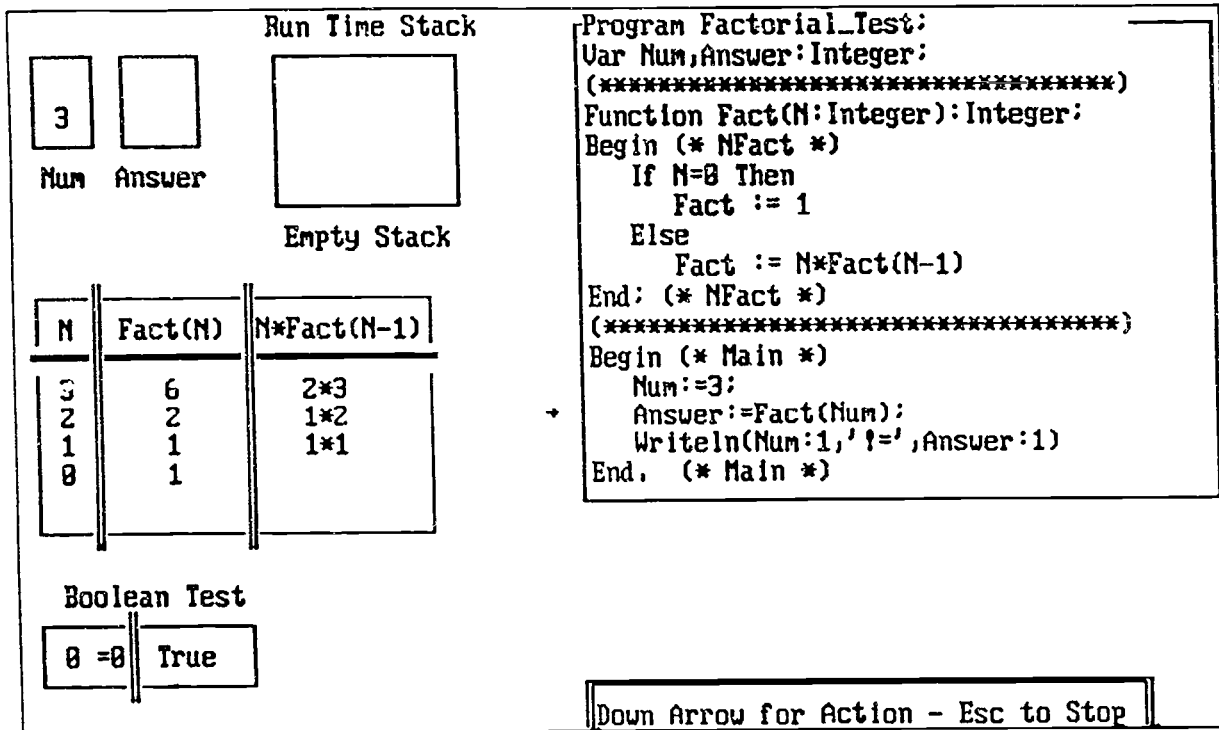 Run Time Stack
3
Num Answer
Empty Stack
N Fact(N) N*Fact(N-1)
3 6 2*3
2 2 1*2
1 1 1*1
0 1
Boolean Test
0 =0 True
Program Factorial_Test;
Var Num,Answer:Integer;
(***********************************)
Function Fact(N:Integer):Integer;
Begin (* NFact *)
If N=0 Then
Fact := 1
Else
Fact := N*Fact(N-1)
End; (* NFact *)
(***********************************)
Begin (* Main *)
Num:=3;
→ Answer:=Fact(Num);
Writeln(Num:1,'!=',Answer:1)
End. (* Main *)
Down Arrow for Action - Esc to Stop